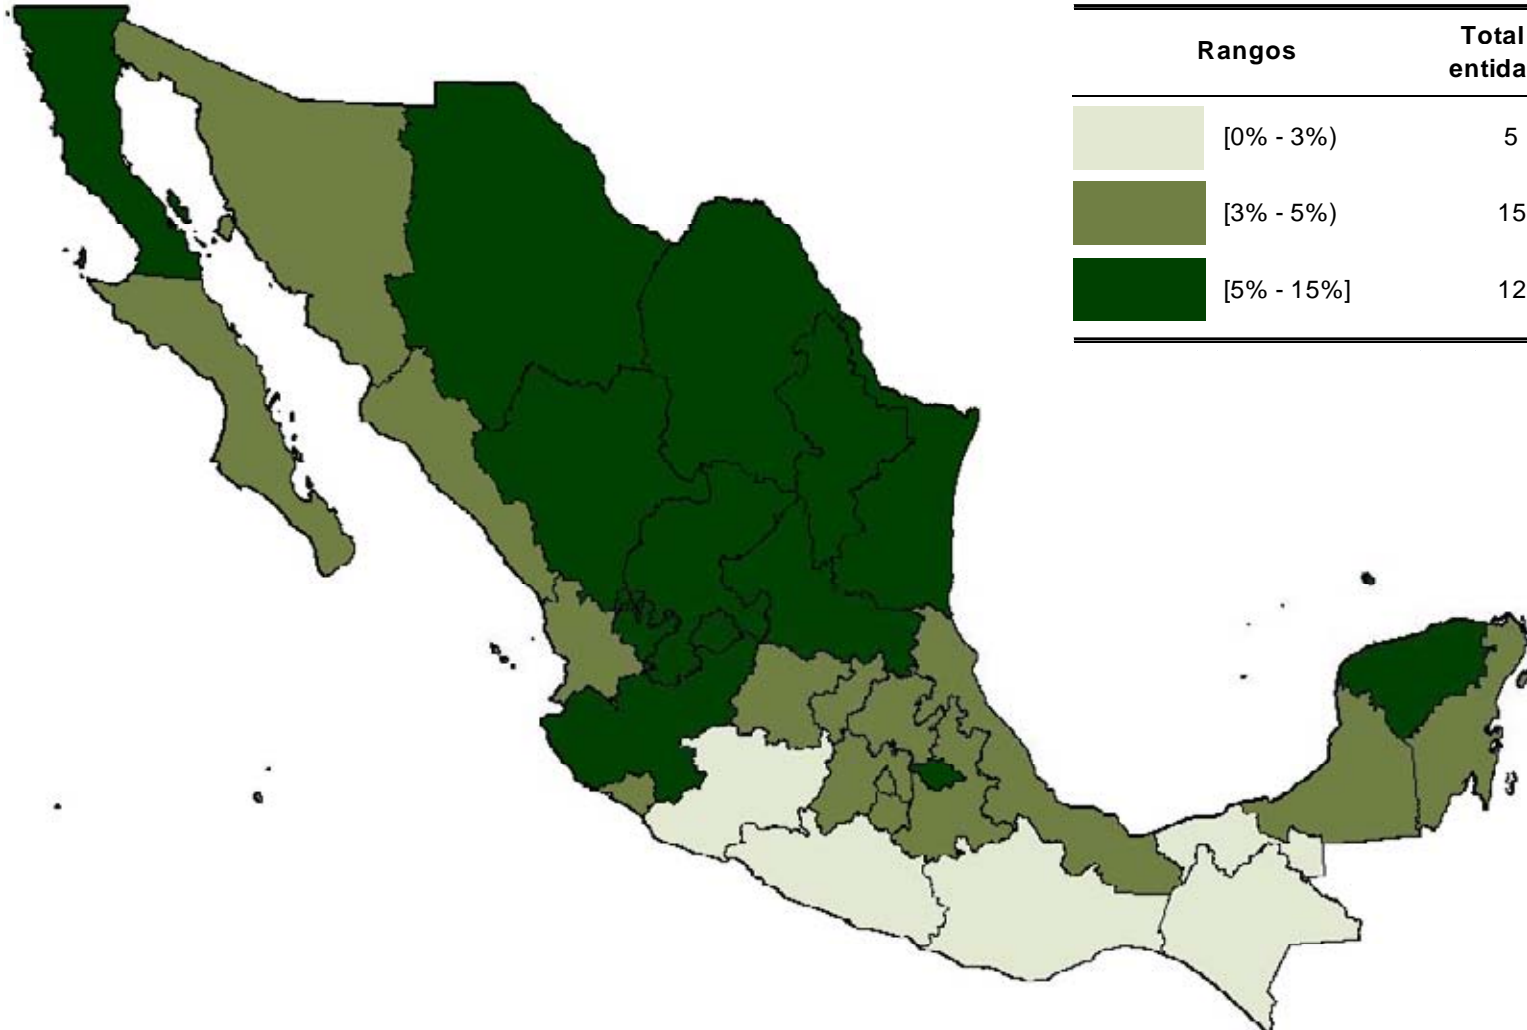 Rangos
Total
entida
[0% - 3%) 5
[3% - 5%) 15
[5% - 15%] 12